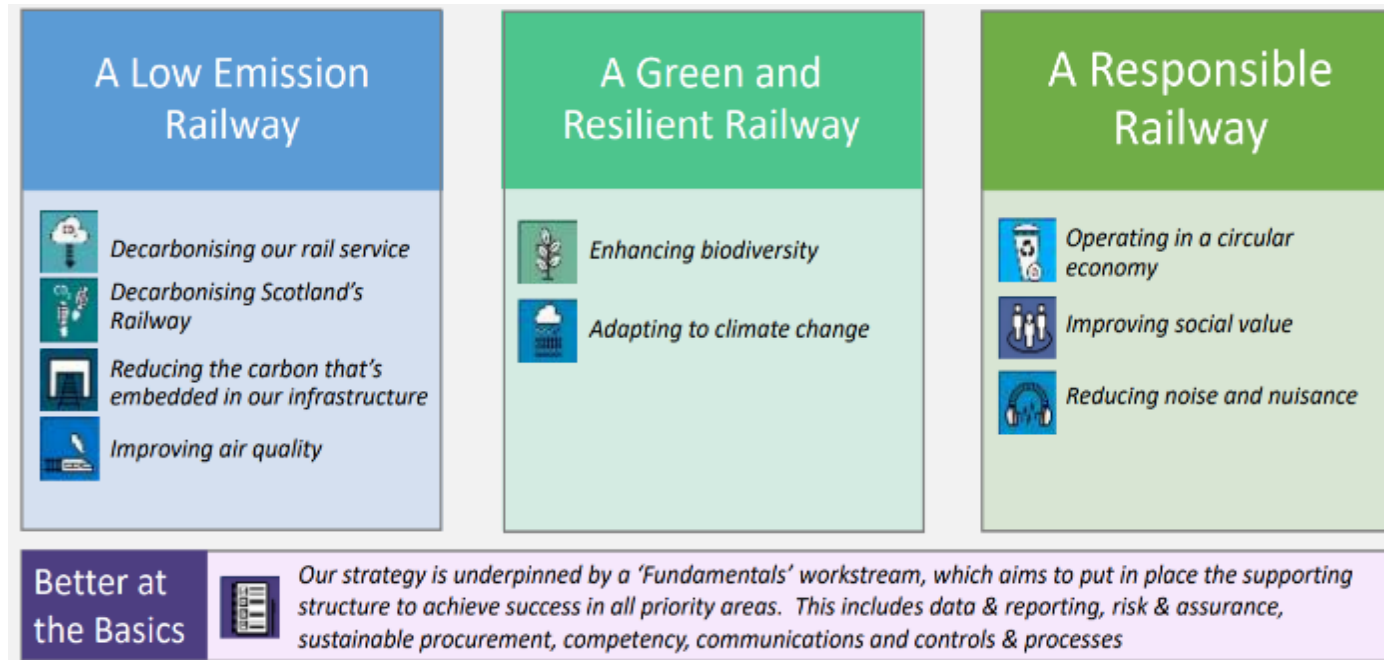 A Low Emission
Railway
Decarbonising our rail service
Decarbonising Scotland's
Railway
Reducing the carbon that's
embedded in our infrastructure
Improving air quality
A Green and
Resilient Railway
Enhancing biodiversity
Adapting to climate change
A Responsible
Railway
Operating in a circular
economy
Improving social value
Reducing noise and nuisance
Better at
the Basics
Our strategy is underpinned by a 'Fundamentals' workstream, which aims to put in place the supporting
structure to achieve success in all priority areas.  This includes data & reporting, risk & assurance,
sustainable procurement, competency, communications and controls & processes